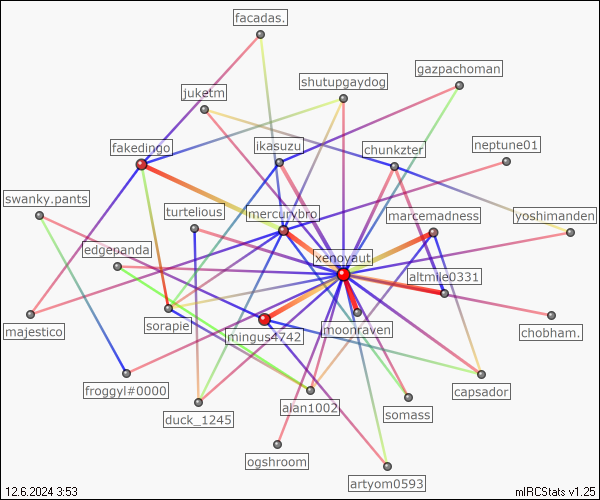 facadas.
gazpachoman
shutupgaydog
juketm
neptune01
ikasuzu
chunkzter
fakedingo
swanky.pants
turtelious
mercurybro
marcemadness
yoshimanden
edgepanda
xenoyaut
altmile0331
majestico
sorapie
mingus4742
moonraven
chobham.
froggyl#0000
capsador
duck_1245
alan1002
somass
ogshroom
artyom0593
12.6.2024 3:53
mIRCStats v1.25